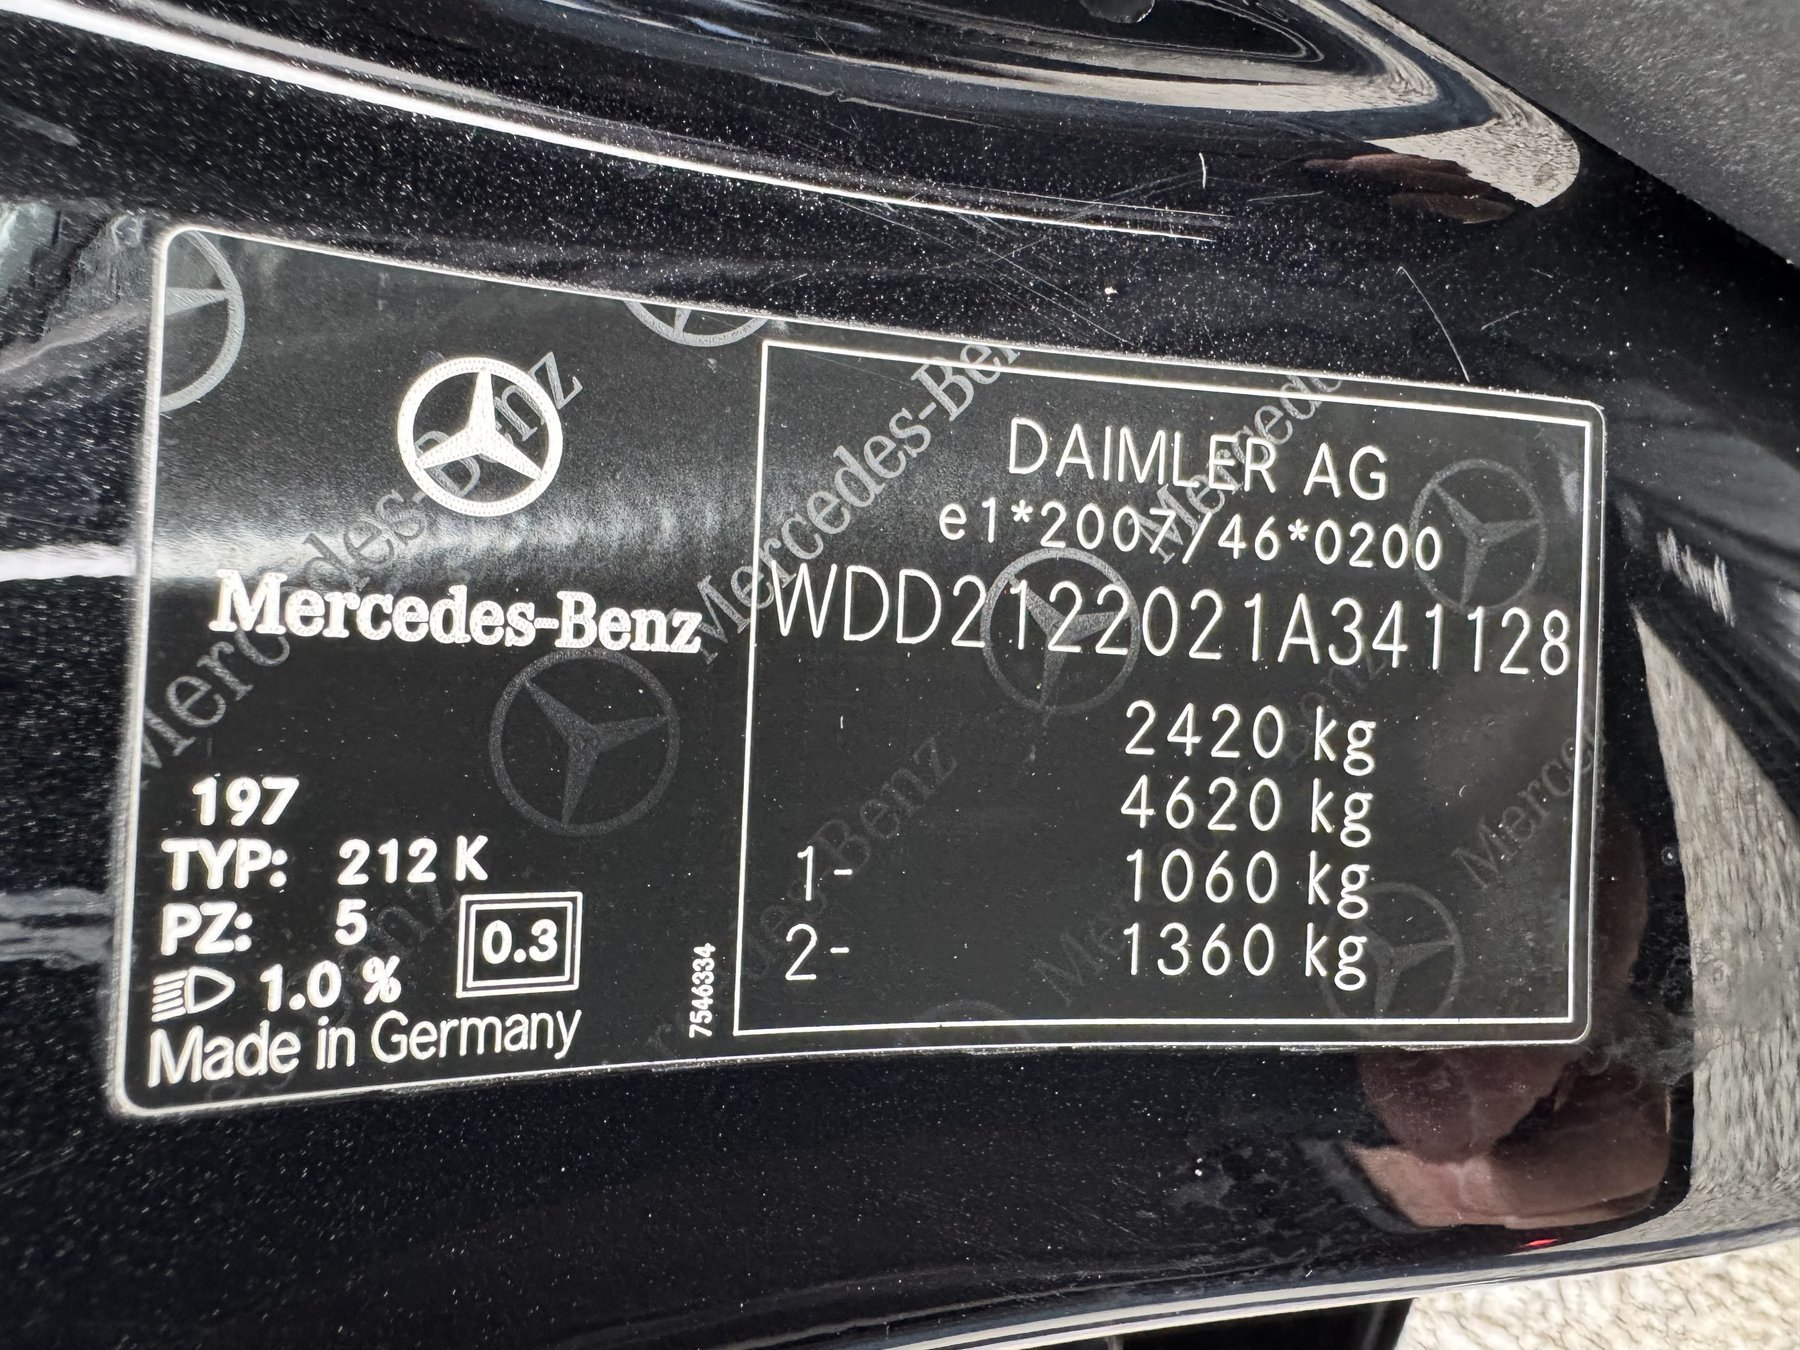 Mercedes-Benz
197
TYP: 212 K
PZ: 5
1.0 %
0.3
Made in Germany
7546334
DAIMLER AG
e1*2007/46*0200
WDD2122021A341128
2420 kg
4620 kg
1- 1060 kg
2- 1360 kg